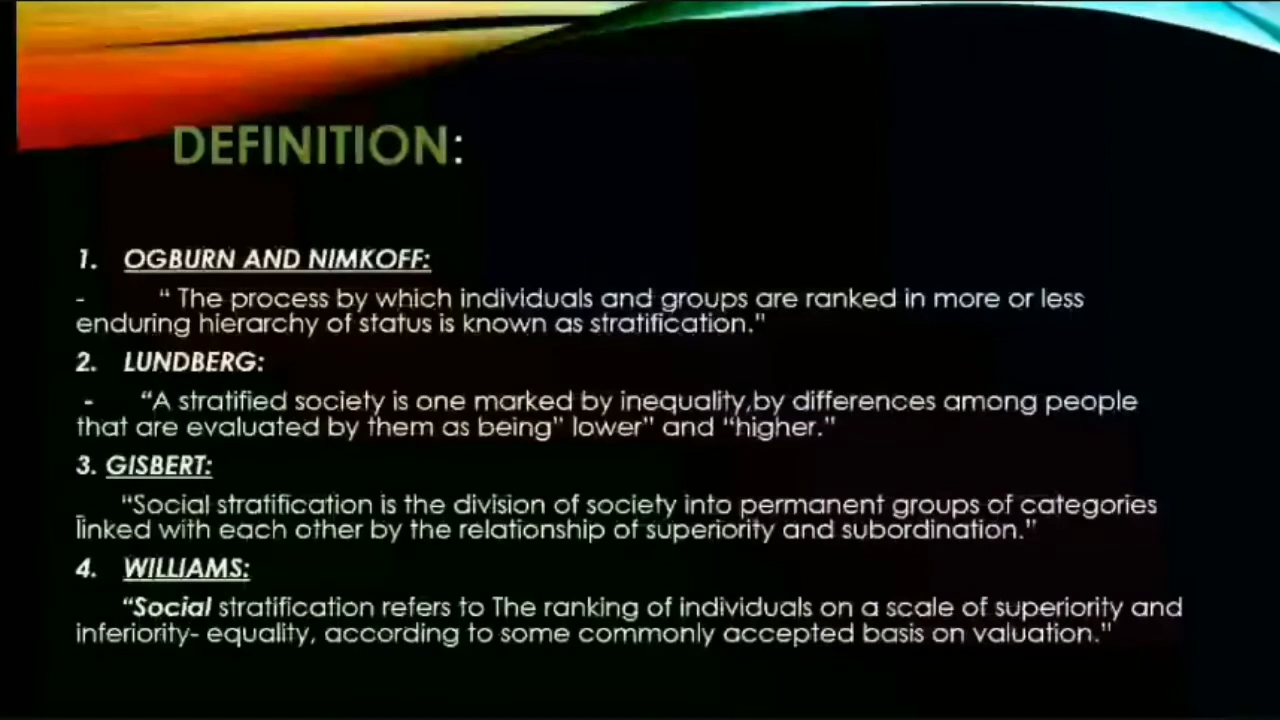 DEFINITION:
1. OGBURN AND NIMKOFF:
- “ The process by which individuals and groups are ranked in more or less
enduring hierarchy of status is known as stratification.”
2. LUNDBERG:
- “A stratified society is one marked by inequality,by differences among people
that are evaluated by them as being” lower” and “higher.”
3. GISBERT:
- “Social stratification is the division of society into permanent groups of categories
linked with each other by the relationship of superiority and subordination.”
4. WILLIAMS:
“Social stratification refers to The ranking of individuals on a scale of superiority and
inferiority- equality, according to some commonly accepted basis on valuation.”